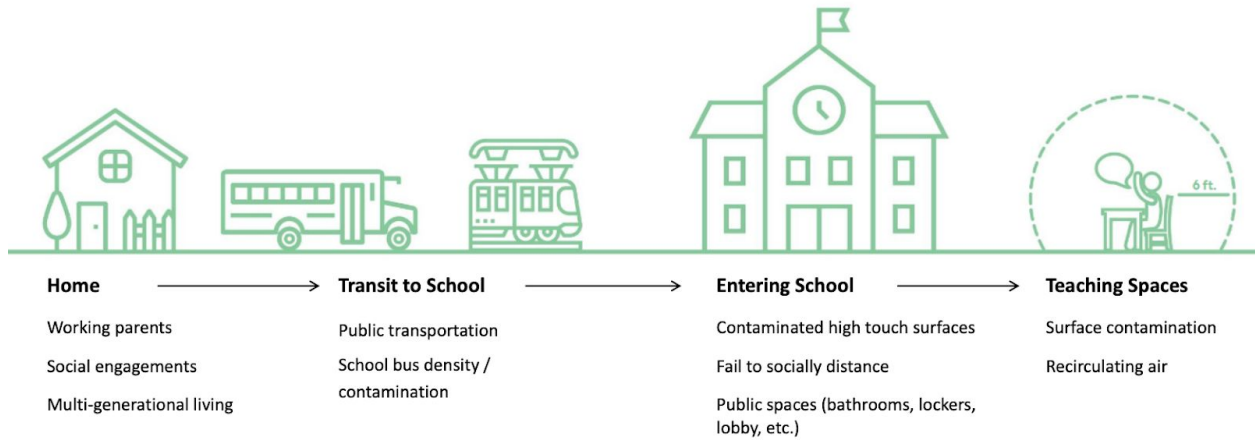 6 ft.
Home
Working parents
Social engagements
Multi-generational living
Transit to School
Public transportation
School bus density /
contamination
Entering School
Contaminated high touch surfaces
Fail to socially distance
Public spaces (bathrooms, lockers,
lobby, etc.)
Teaching Spaces
Surface contamination
Recirculating air